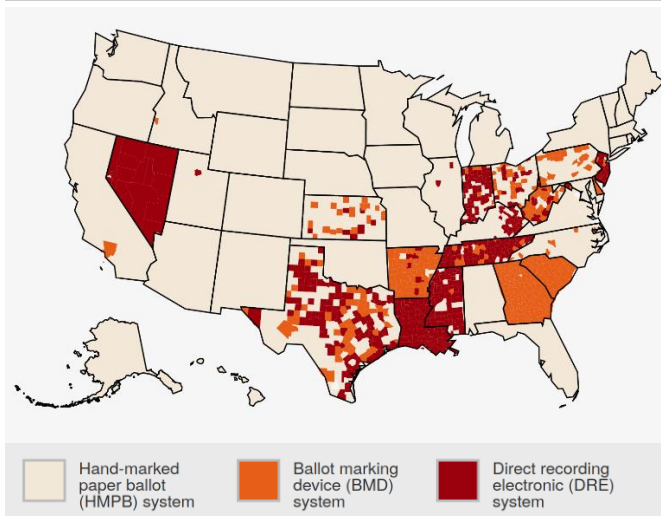 Hand-marked
paper ballot
(HMPB) system
Ballot marking
device (BMD)
system
Direct recording
electronic (DRE)
system